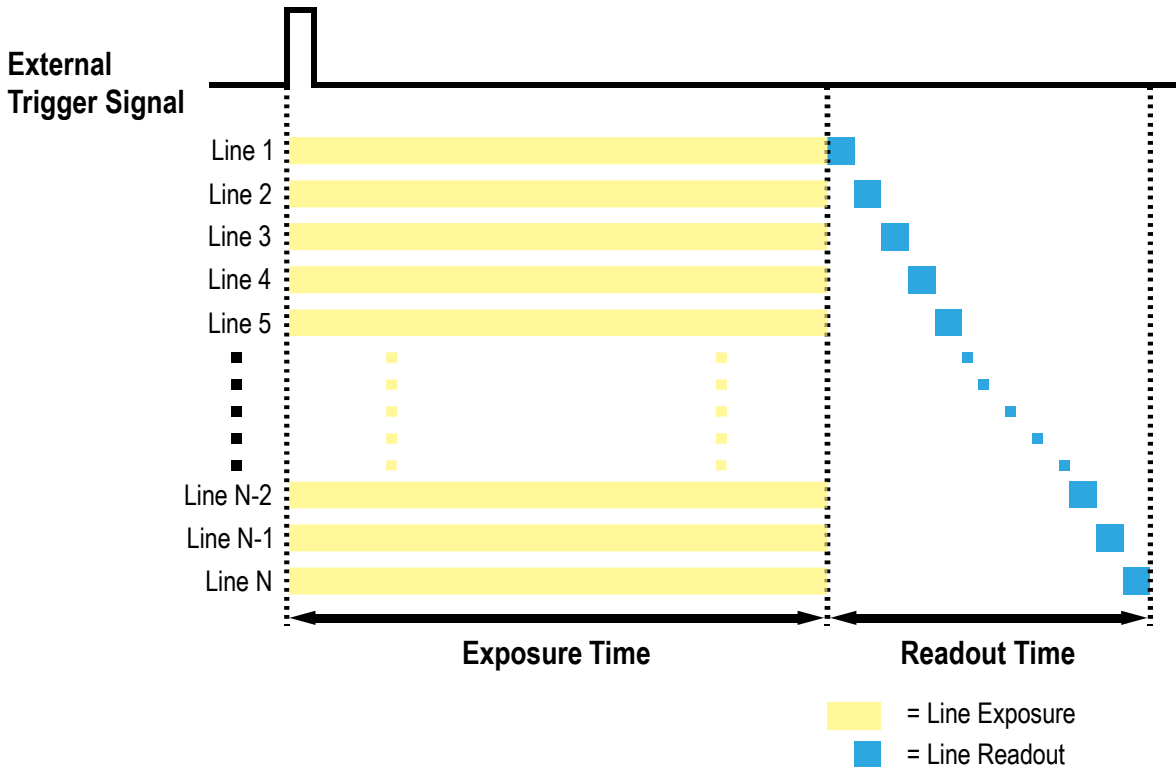 External
Trigger Signal
Line 1
Line 2
Line 3
Line 4
Line 5
Line N-2
Line N-1
Line N
Exposure Time
Readout Time
= Line Exposure
= Line Readout